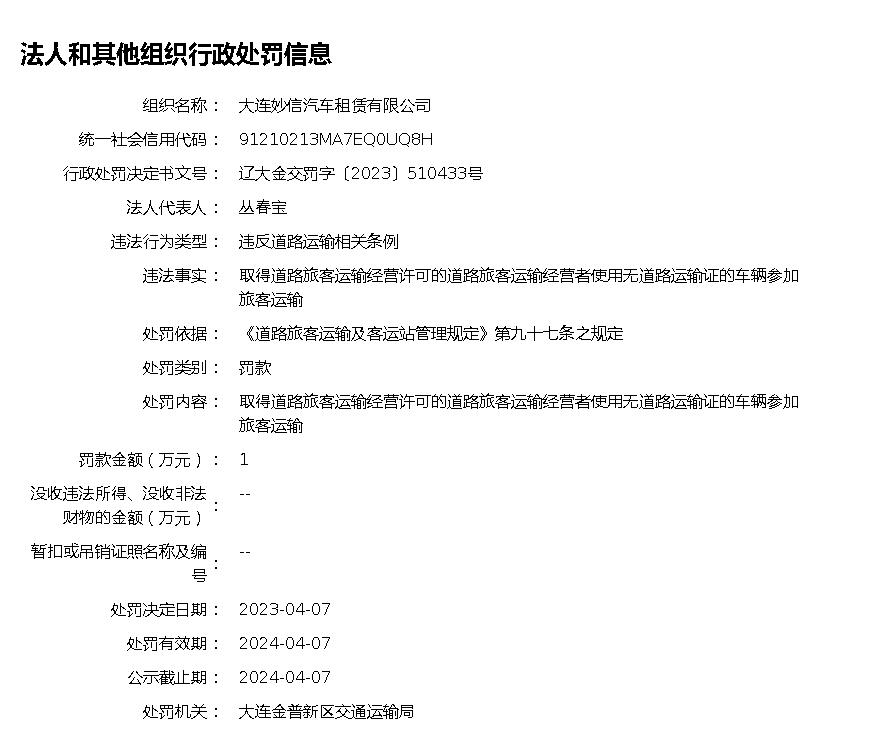 法人和其他组织行政处罚信息
组织名称： 大连妙信汽车租赁有限公司
统一社会信用代码： 91210213MA7EQ0UQ8H
行政处罚决定书文号： 辽大金交罚字〔2023〕510433号
法人代表人： 丛春宝
违法行为类型： 违反道路运输相关条例
违法事实： 取得道路旅客运输经营许可的道路旅客运输经营者使用无道路运输证的车辆参加
旅客运输
处罚依据： 《道路旅客运输及客运站管理规定》第九十七条之规定
处罚类别： 罚款
处罚内容： 取得道路旅客运输经营许可的道路旅客运输经营者使用无道路运输证的车辆参加
旅客运输
罚款金额（万元）： 1
没收违法所得、没收非法
财物的金额（万元）： --
暂扣或吊销证照名称及编
号： --
处罚决定日期： 2023-04-07
处罚有效期： 2024-04-07
公示截止期： 2024-04-07
处罚机关： 大连金普新区交通运输局